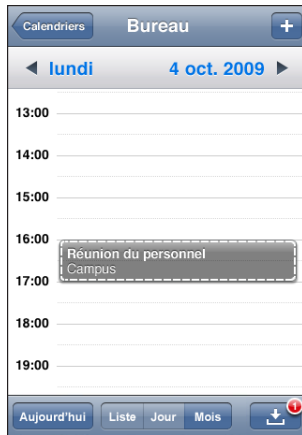 Calendriers Bureau +
lundi 4 oct. 2009
13:00
14:00
15:00
16:00
Réunion du personnel
Campus
17:00
18:00
19:00
Aujourd'hui Liste Jour Mois 1